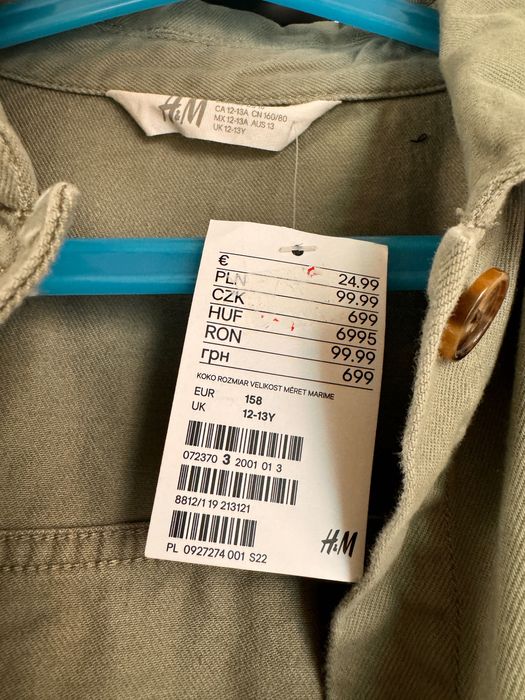 H&M
CA 12-13A CN 160/80
MX 12-13A AUS 13
UK 12-13Y
€ 24.99
PLN 99.99
CZK 699
HUF 6995
RON 99.99
грн 699
KOKO ROZMIAR VELIKOST MÉRET MARIME
EUR 158
UK 12-13Y
072370 3 2001 01 3
8812/1 19 213121
PL 0927274 001 S22
H&M